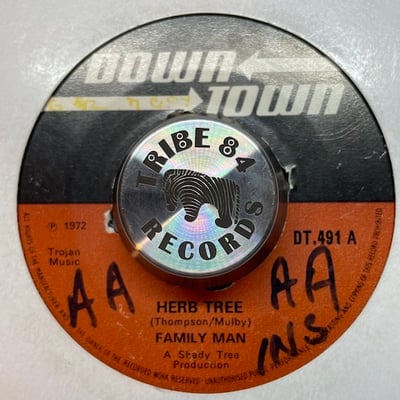 DOWN
TOWN
TRIBE 84
RECORDS
℗ 1972
DT.491 A
Trojan
Music
AA
AA
HERB TREE
(Thompson/Mulby)
FAMILY MAN
INS
A Shady Tree
Production